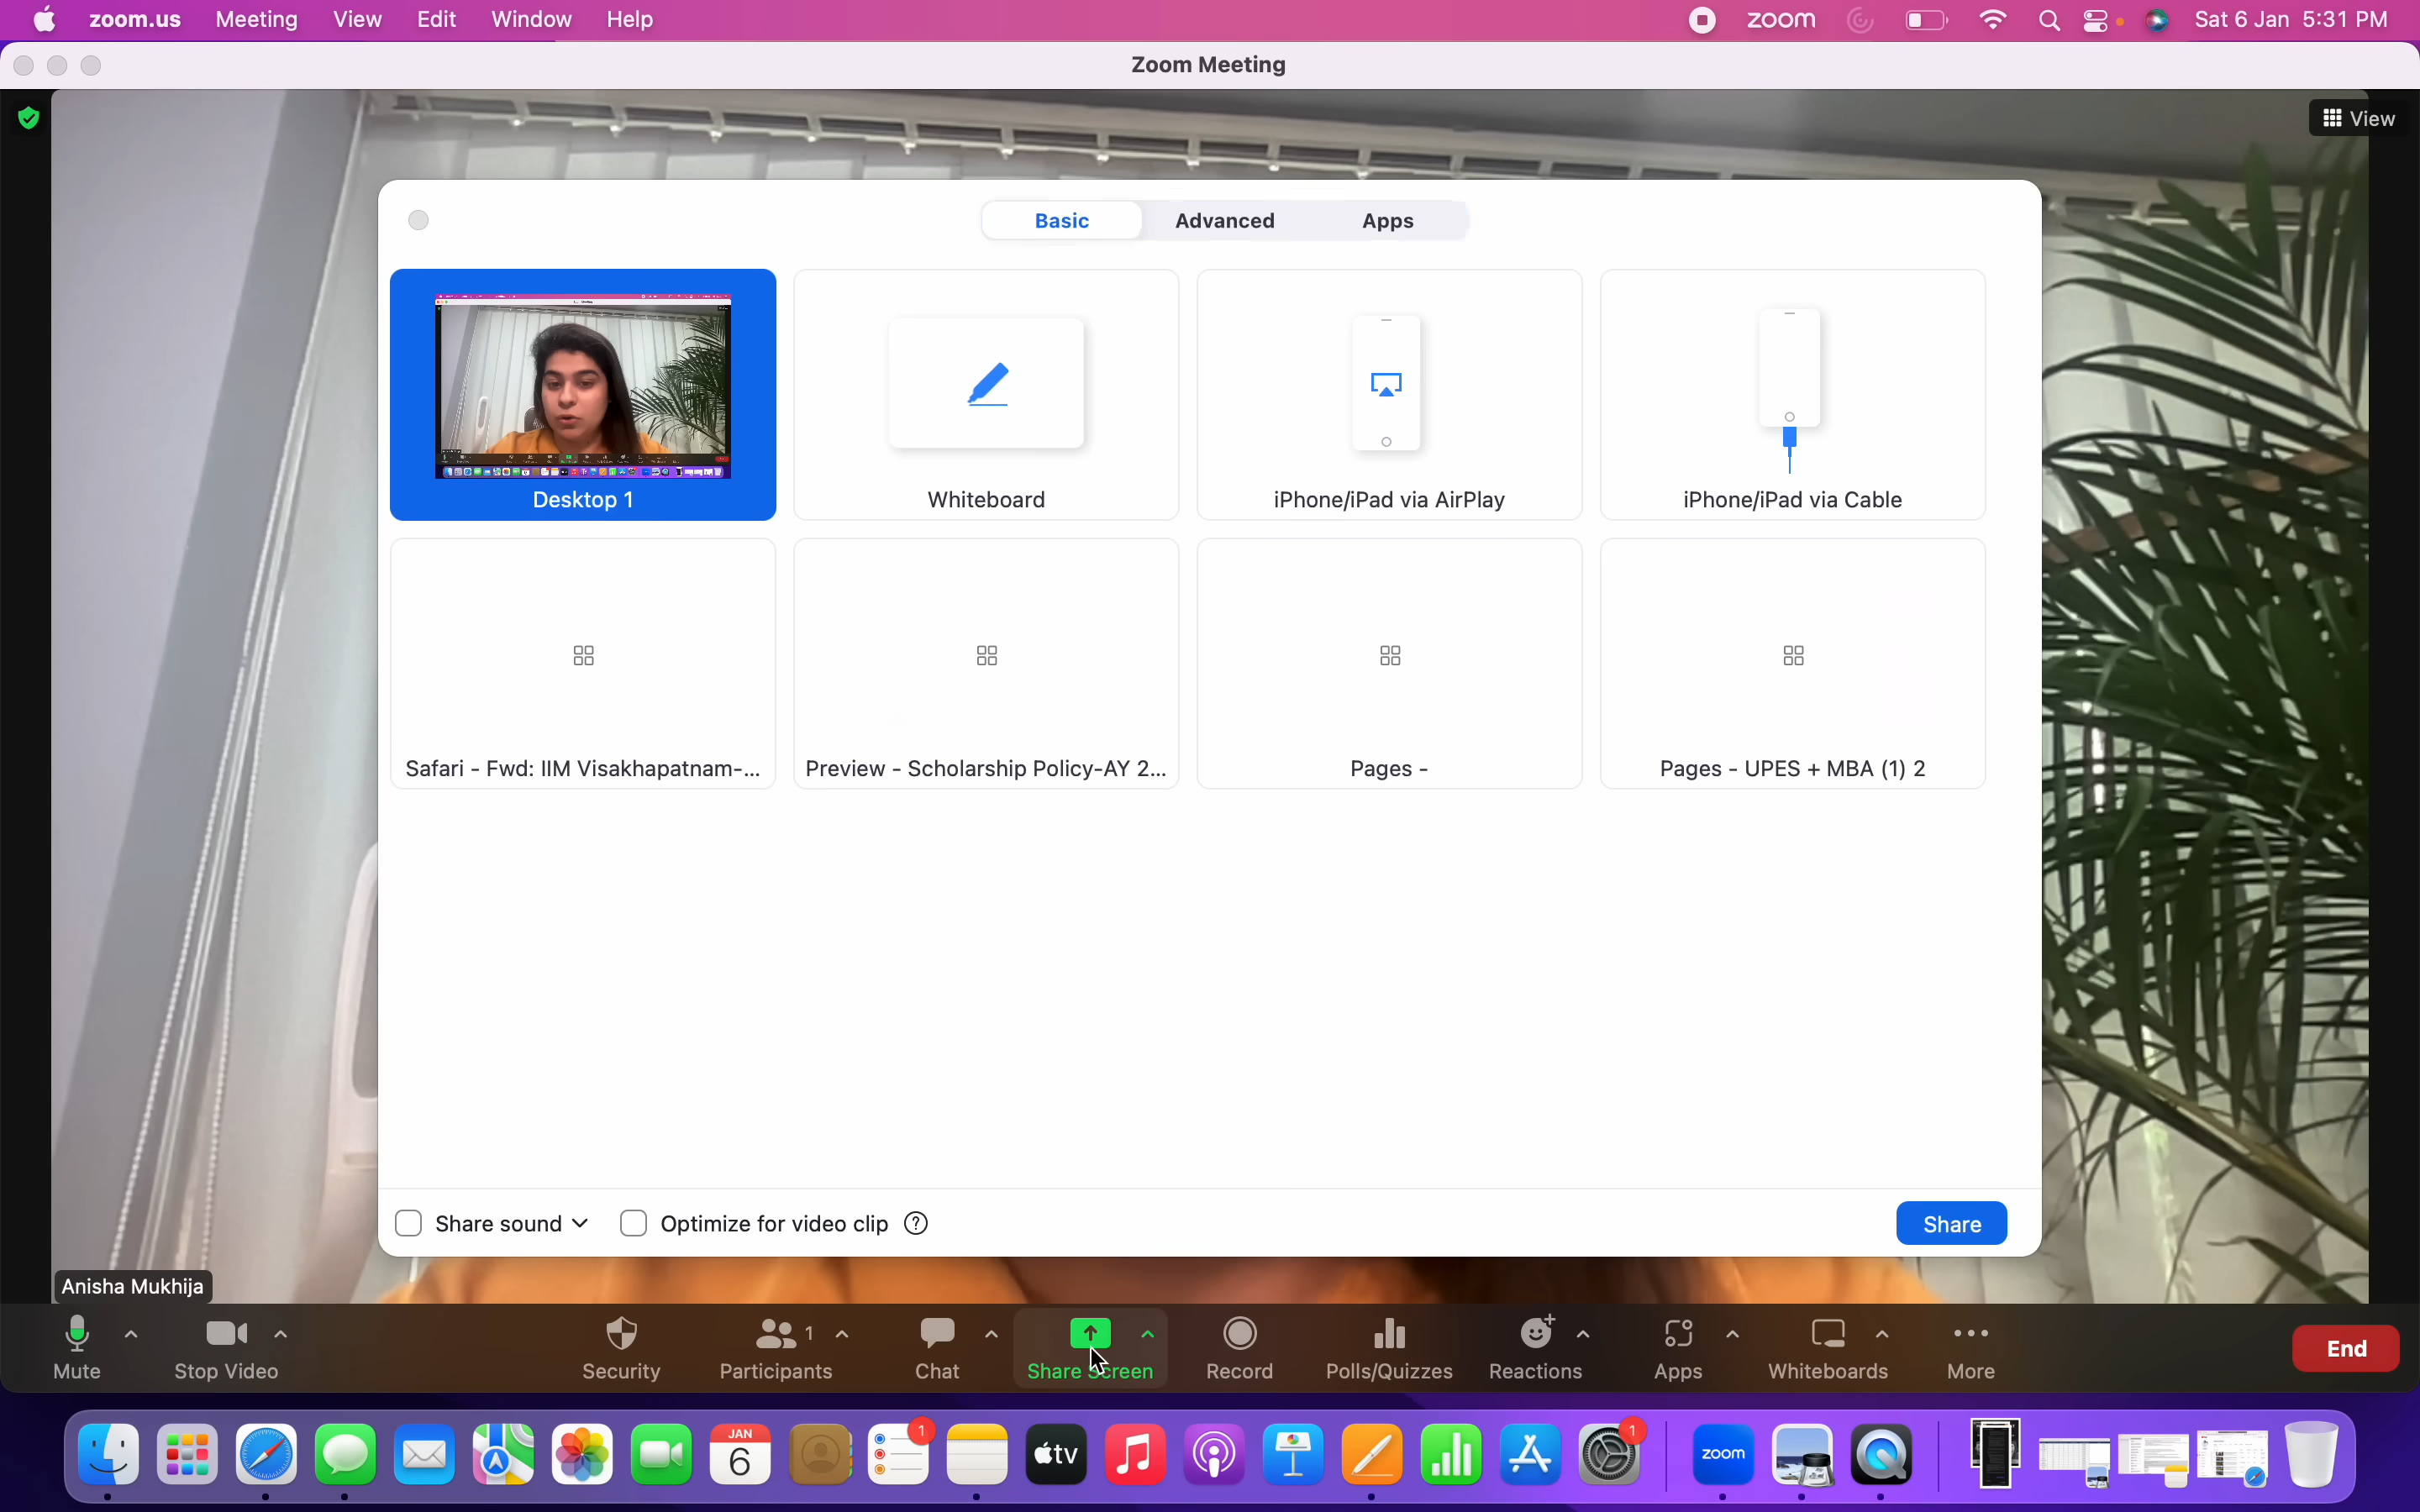 zoom.us Meeting View Edit Window Help zoom Sat 6 Jan 5:31 PM
Zoom Meeting
View
Basic Advanced Apps
Desktop 1 Whiteboard iPhone/iPad via AirPlay iPhone/iPad via Cable
Safari - Fwd: IIM Visakhapatnam-... Preview - Scholarship Policy-AY 2... Pages - Pages - UPES + MBA (1) 2
Share sound Optimize for video clip ? Share
Anisha Mukhija
1
Mute Stop Video Security Participants Chat Share Screen Record Polls/Quizzes Reactions Apps Whiteboards More End
JAN 1 1
6 tv zoom